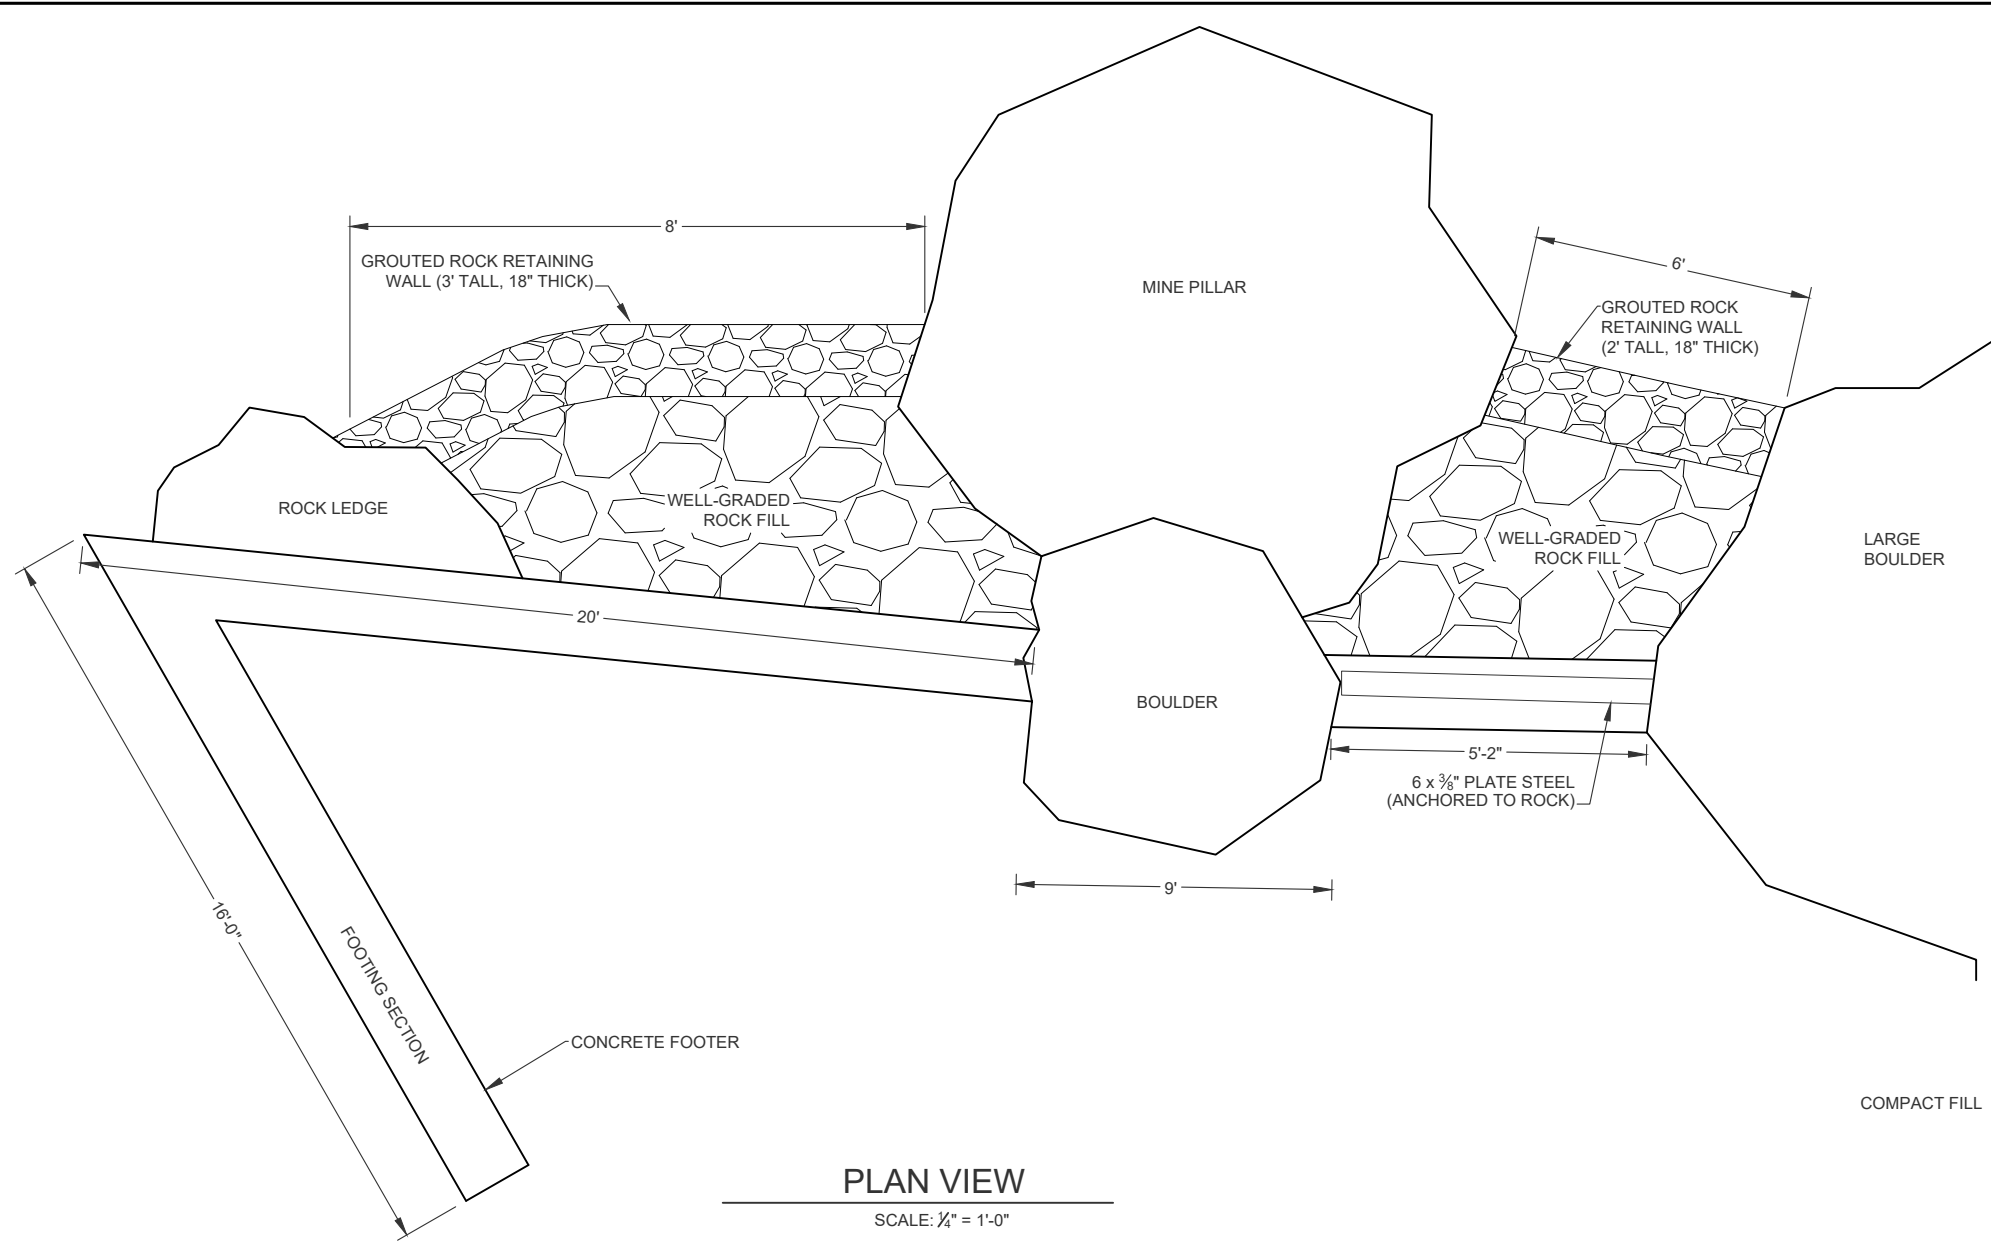 8'
GROUTED ROCK RETAINING
WALL (3' TALL, 18" THICK)
MINE PILLAR
6'
GROUTED ROCK
RETAINING WALL
(2' TALL, 18" THICK)
ROCK LEDGE
WELL-GRADED
ROCK FILL
WELL-GRADED
ROCK FILL
LARGE
BOULDER
20'
BOULDER
5'-2"
6 x ⅜" PLATE STEEL
(ANCHORED TO ROCK)
9'
16'-0"
FOOTING SECTION
CONCRETE FOOTER
COMPACT FILL
PLAN VIEW
SCALE: ¼" = 1'-0"